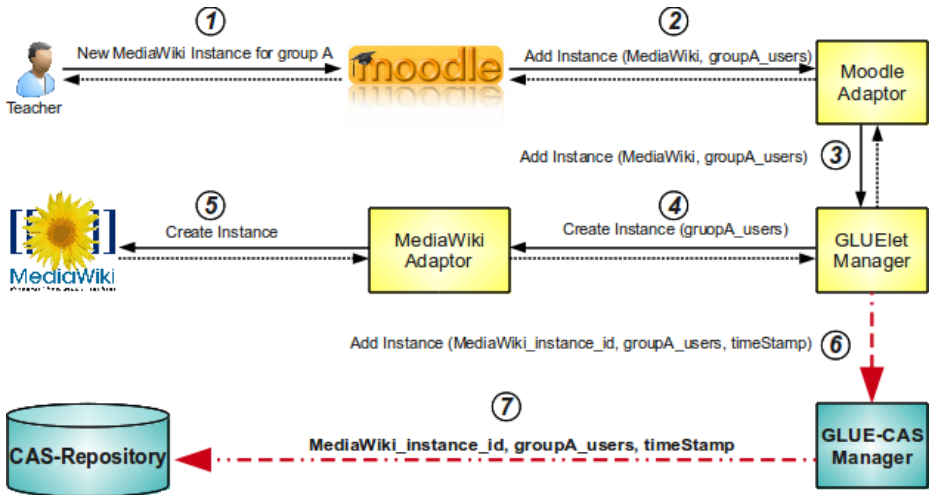 1
2
New MediaWiki Instance for group A
moodle
Add Instance (MediaWiki, groupA_users)
Moodle
Adaptor
Teacher
Add Instance (MediaWiki, groupA_users)
3
5
4
Create Instance
MediaWiki
Adaptor
Create Instance (gruopA_users)
GLUElet
Manager
MediaWiki
Add Instance (MediaWiki_instance_id, groupA_users, timeStamp)
6
7
CAS-Repository
MediaWiki_instance_id, groupA_users, timeStamp
GLUE-CAS
Manager